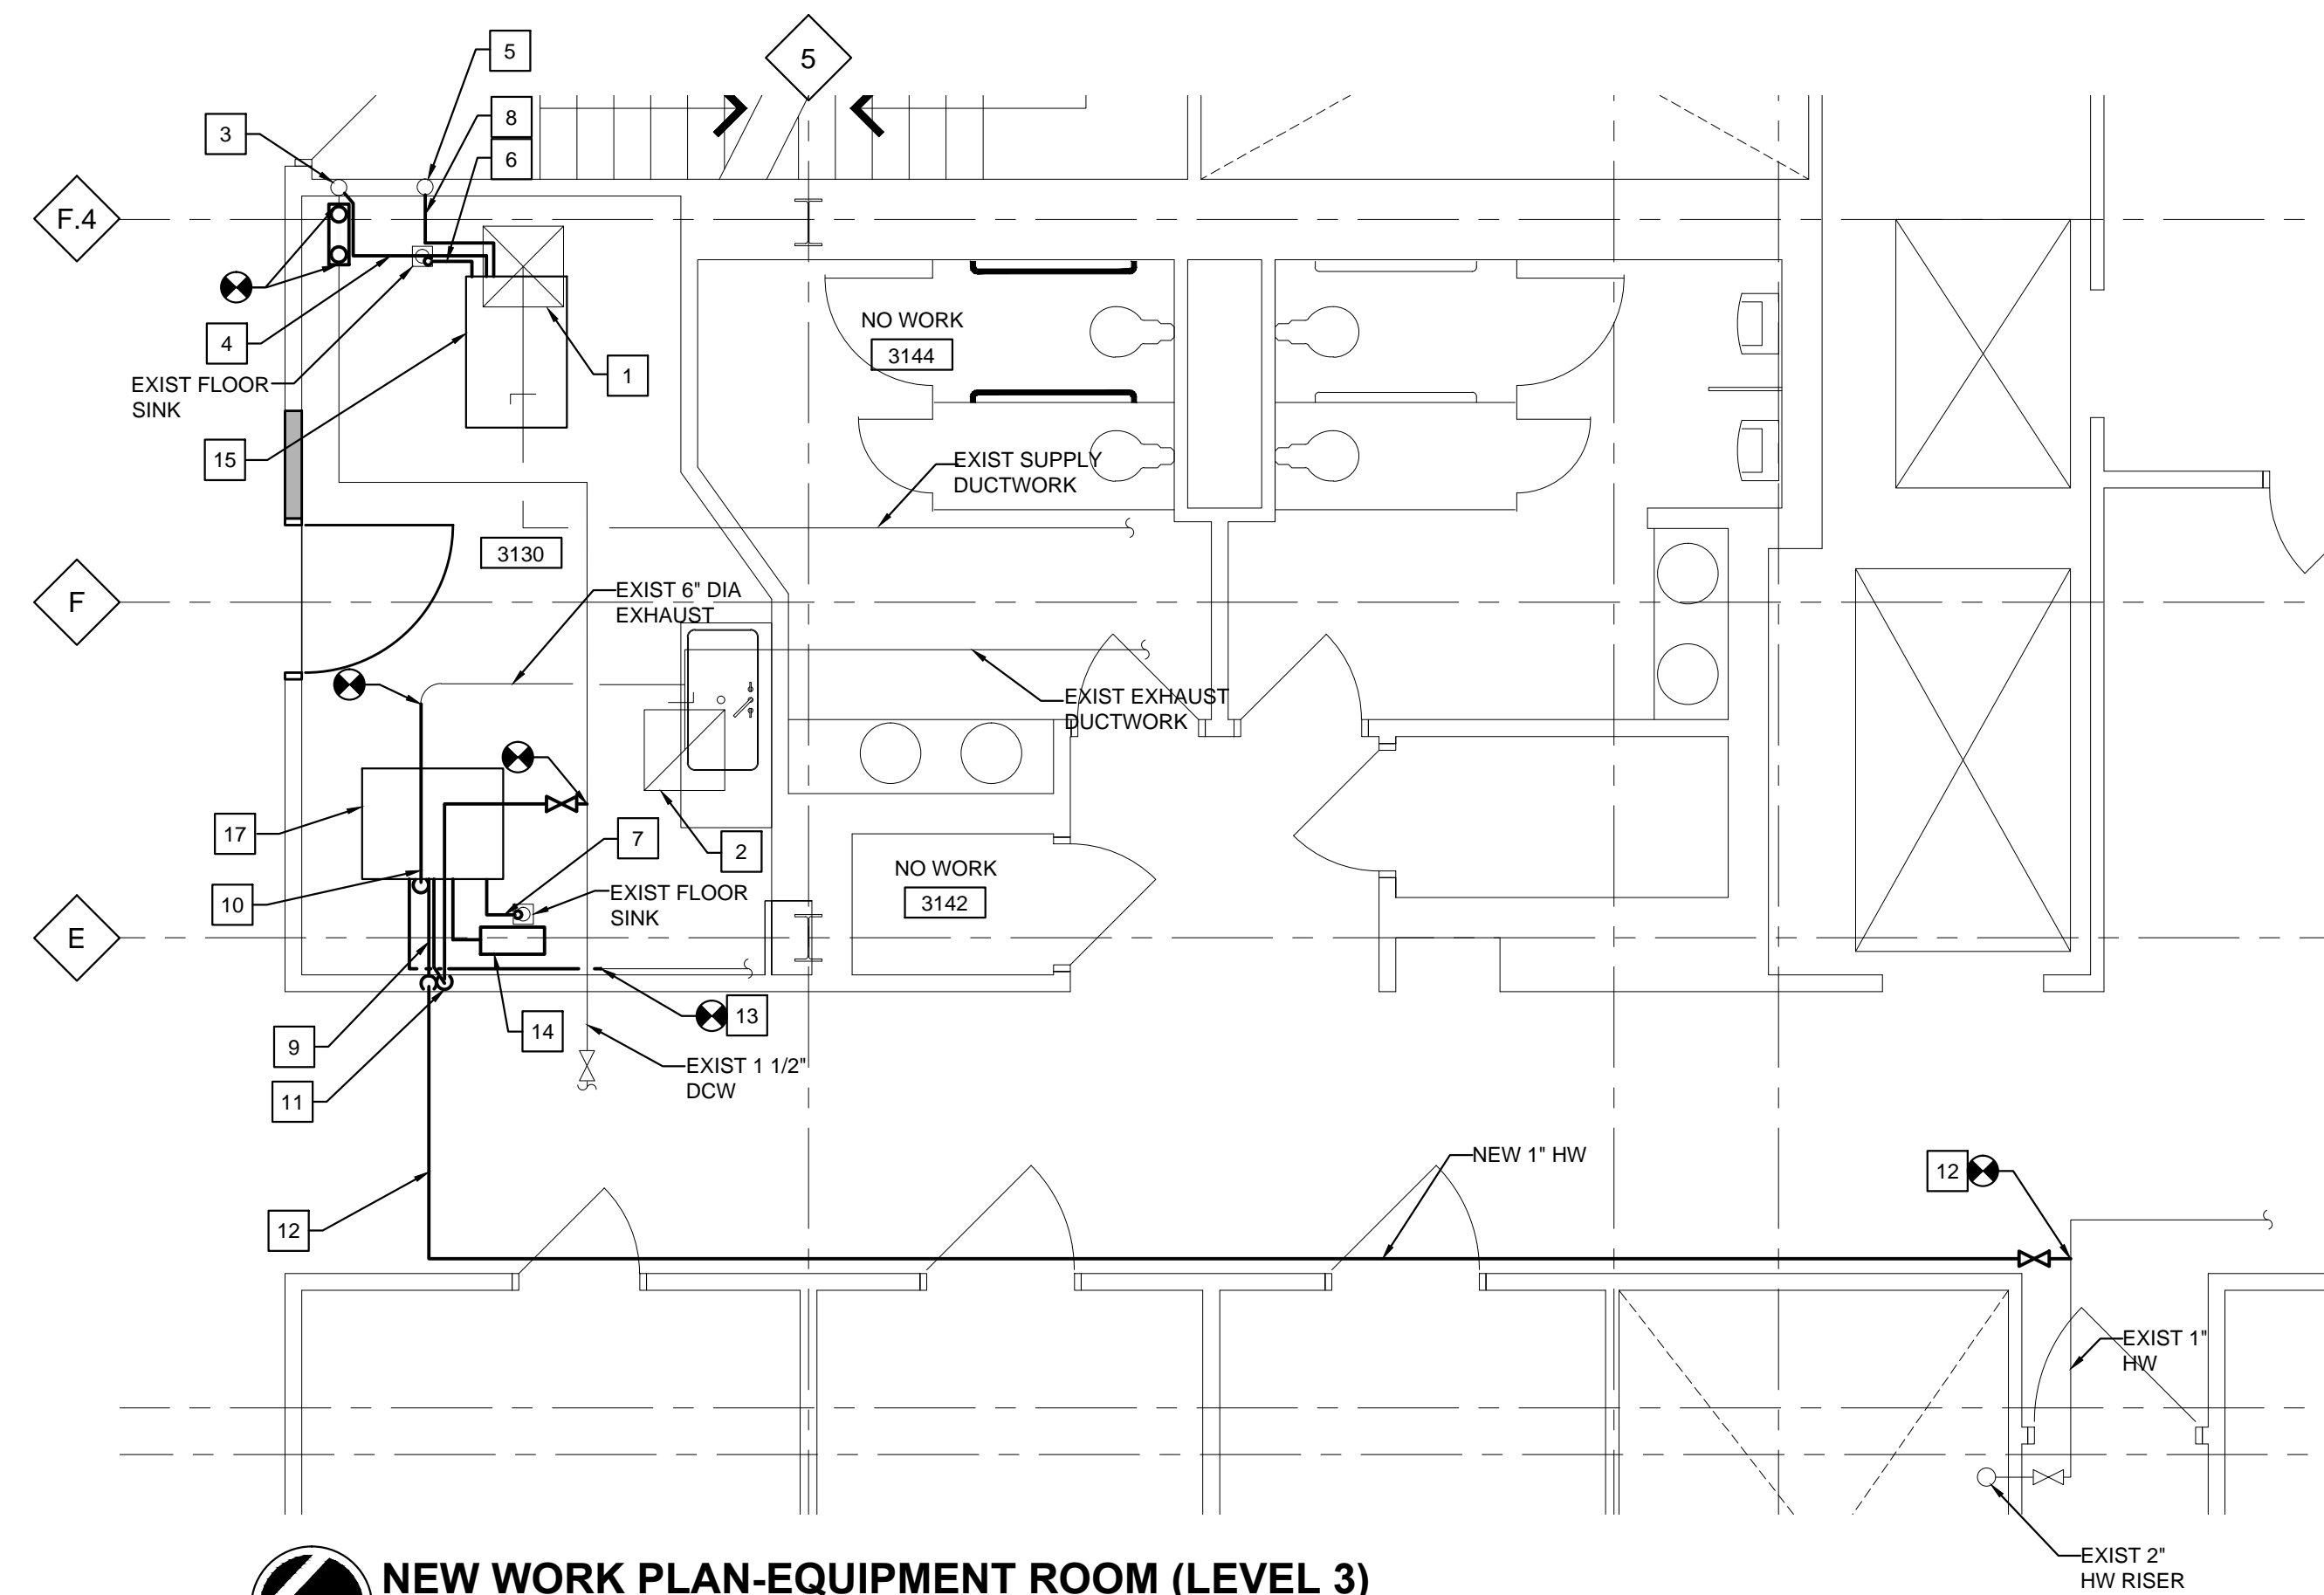 5
5
3
8
6
F.4
4
EXIST FLOOR
SINK
15
1
NO WORK
3144
EXIST SUPPLY
DUCTWORK
3130
F
EXIST 6" DIA
EXHAUST
EXIST EXHAUST
DUCTWORK
17
7
2
10
EXIST FLOOR
SINK
NO WORK
3142
E
9
14
13
11
EXIST 1 1/2"
DCW
12
NEW 1" HW
12
EXIST 1"
HW
EXIST 2"
HW RISER
NEW WORK PLAN-EQUIPMENT ROOM (LEVEL 3)